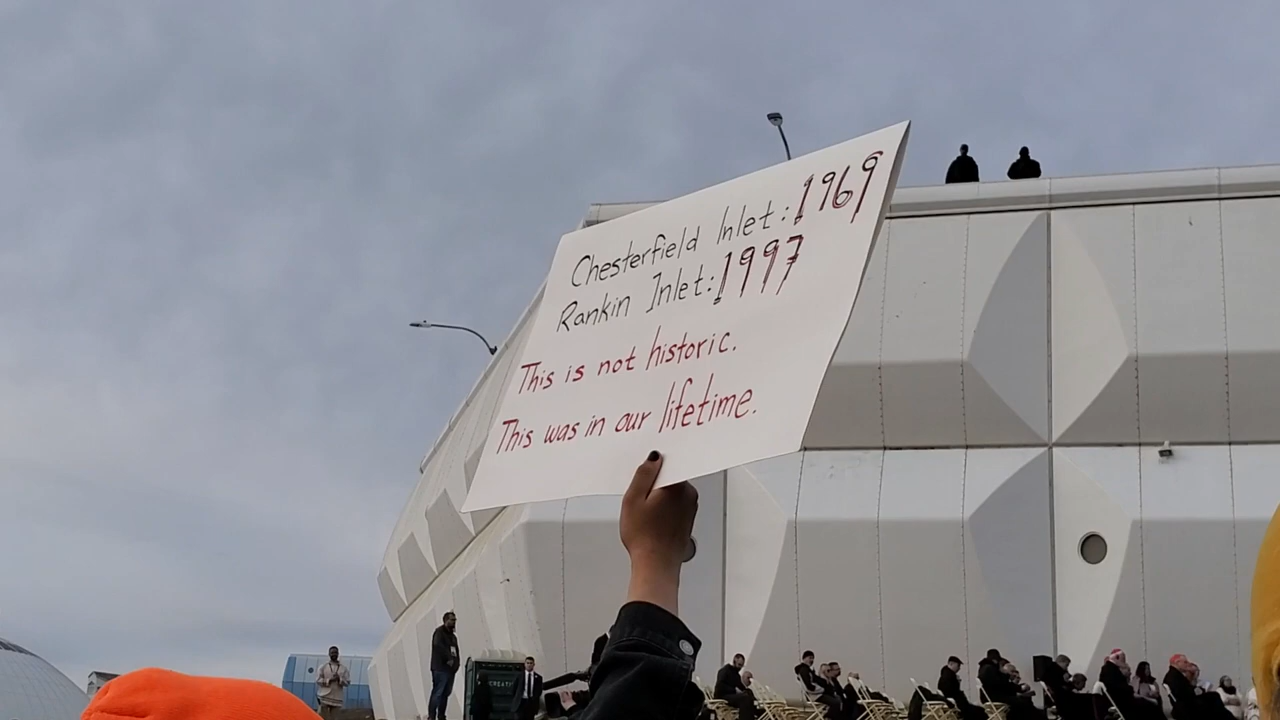 Chesterfield Inlet: 1969
Rankin Inlet: 1997
This is not historic.
This was in our lifetime.